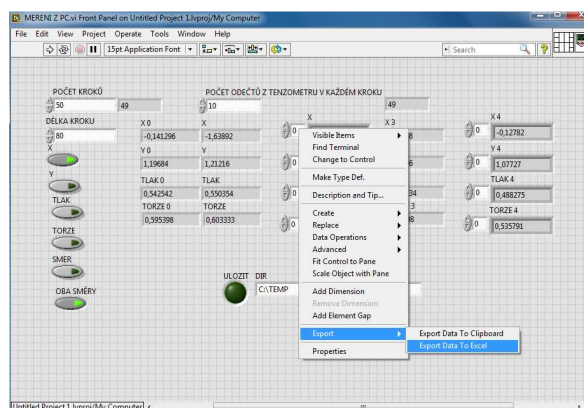 MERENI Z PC.vi Front Panel on Untitled Project 1.lvproj/My Computer
File Edit View Project Operate Tools Window Help
15pt Application Font Search
POČET KROKŮ POČET ODEČTŮ Z TENZOMETRU V KAŽDÉM KROKU
50 49 10 49
DÉLKA KROKU X 0 X X X 3 X 4
80 -0,141296 -1,63892 0 0 -0,12782
X Y 0 Y Y 4
1,19684 1,21216 0 1,07727
Y TLAK 0 TLAK TLAK 4
0,542542 0,550354 0 0,488275
TLAK TORZE 0 TORZE TORZE 4
0,595398 0,603333 0 0 0,535791
TORZE
SMER
OBA SMĚRY
ULOZIT DIR
C:\TEMP
Visible Items
Find Terminal
Change to Control
Make Type Def.
Description and Tip...
Create
Replace
Data Operations
Advanced
Fit Control to Pane
Scale Object with Pane
Add Dimension
Remove Dimension
Add Element Gap
Export
Properties
Export Data To Clipboard
Export Data To Excel
Untitled Project 1.lvproj/My Computer